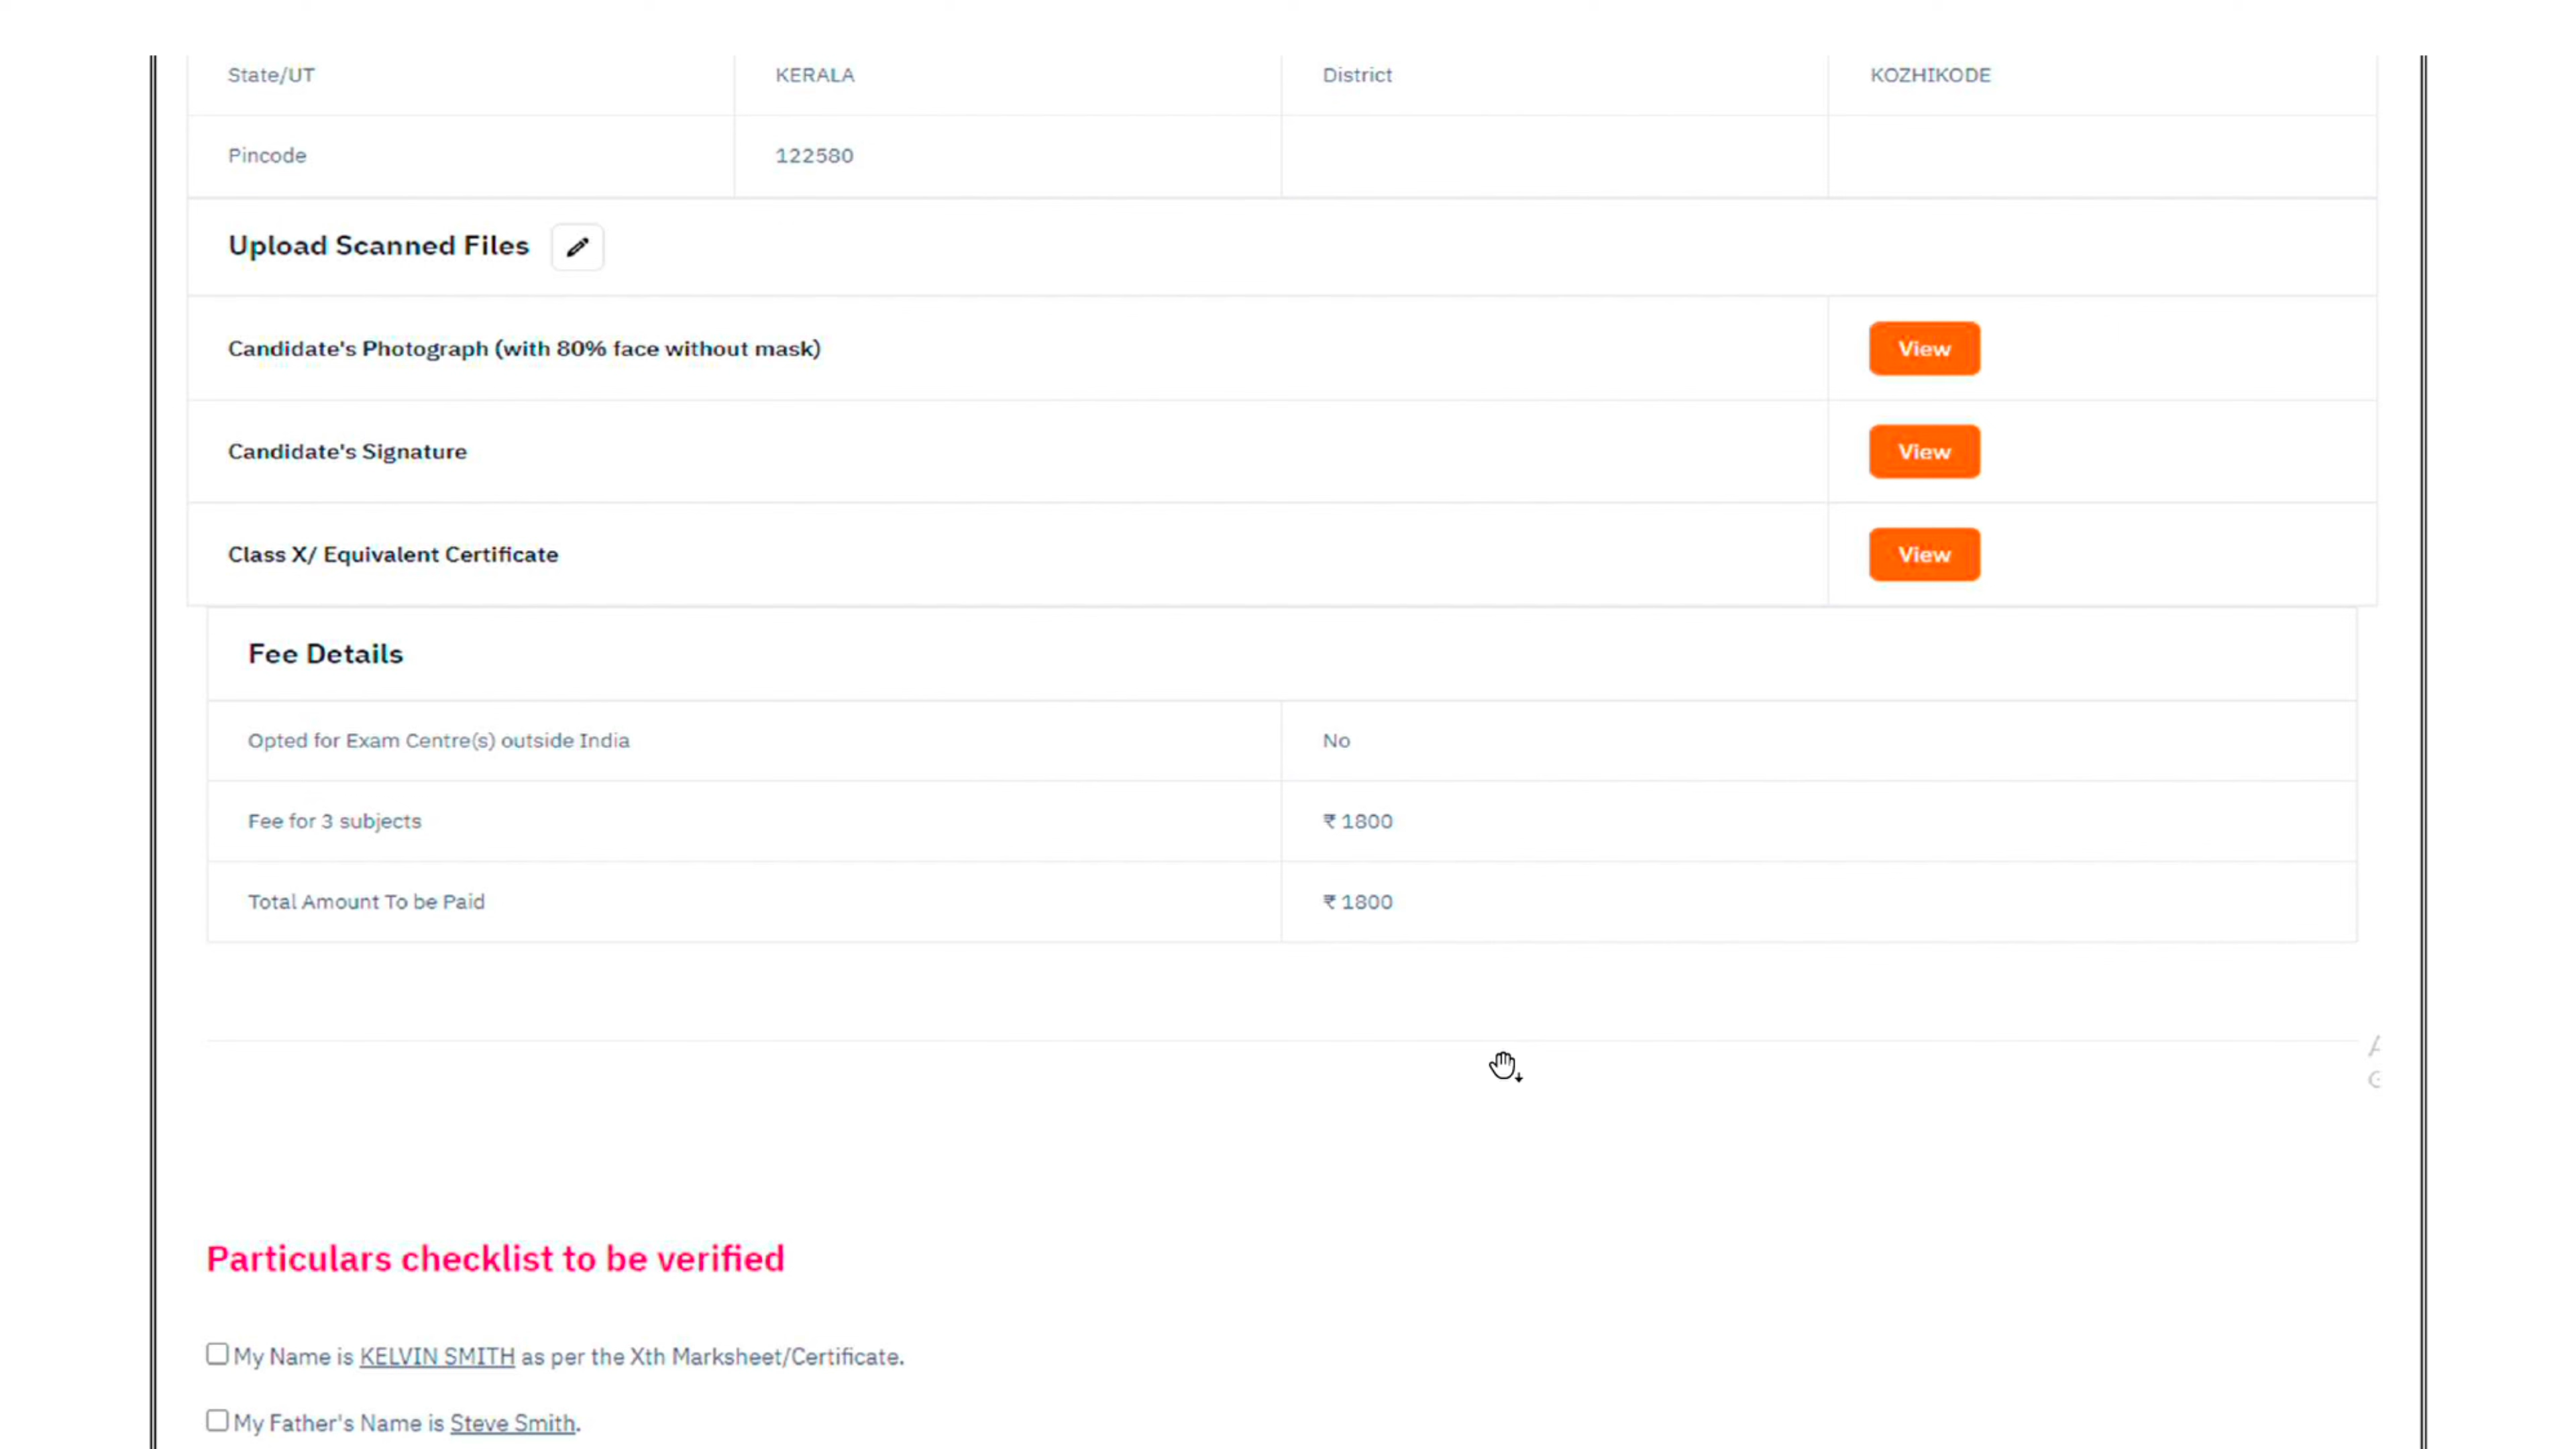 State/UT KERALA District KOZHIKODE
Pincode 122580
Upload Scanned Files
Candidate's Photograph (with 80% face without mask) View
Candidate's Signature View
Class X/ Equivalent Certificate View
Fee Details
Opted for Exam Centre(s) outside India No
Fee for 3 subjects ₹ 1800
Total Amount To be Paid ₹ 1800
Particulars checklist to be verified
My Name is KELVIN SMITH as per the Xth Marksheet/Certificate.
My Father's Name is Steve Smith.